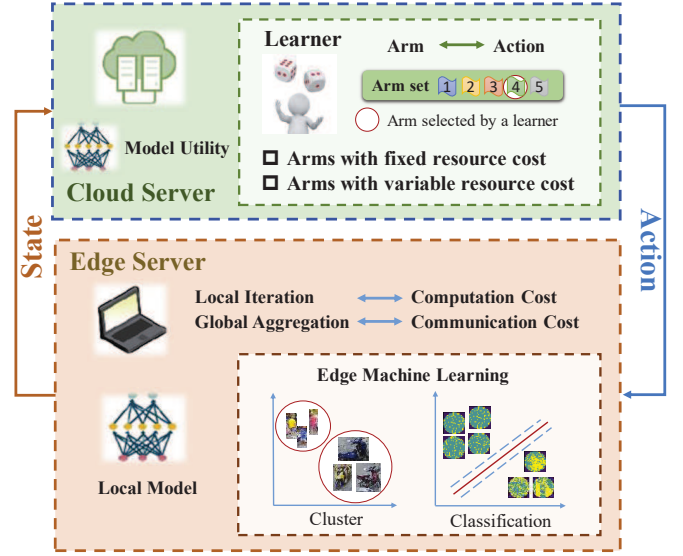 Learner
Arm
Action
Arm set 1 2 3 4 5
Arm selected by a learner
Model Utility
Arms with fixed resource cost
Arms with variable resource cost
Cloud Server
State
Action
Edge Server
Local Iteration
Computation Cost
Global Aggregation
Communication Cost
Edge Machine Learning
Local Model
Cluster
Classification